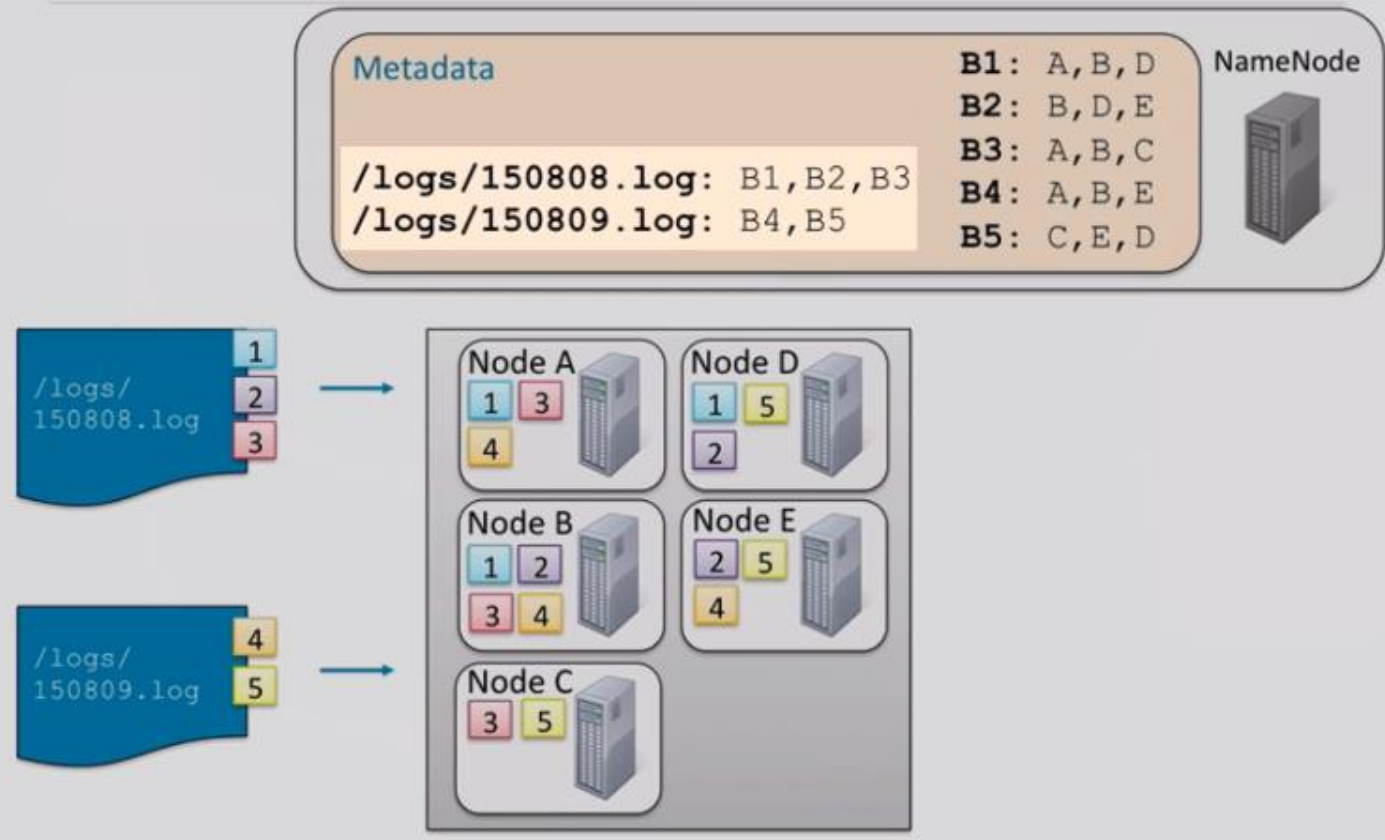 Metadata
/logs/150808.log: B1,B2,B3
/logs/150809.log: B4,B5
B1: A,B,D
B2: B,D,E
B3: A,B,C
B4: A,B,E
B5: C,E,D
NameNode
/logs/
150808.log
1
2
3
/logs/
150809.log
4
5
Node A
1 3
4
Node D
1 5
2
Node B
1 2
3 4
Node E
2 5
4
Node C
3 5